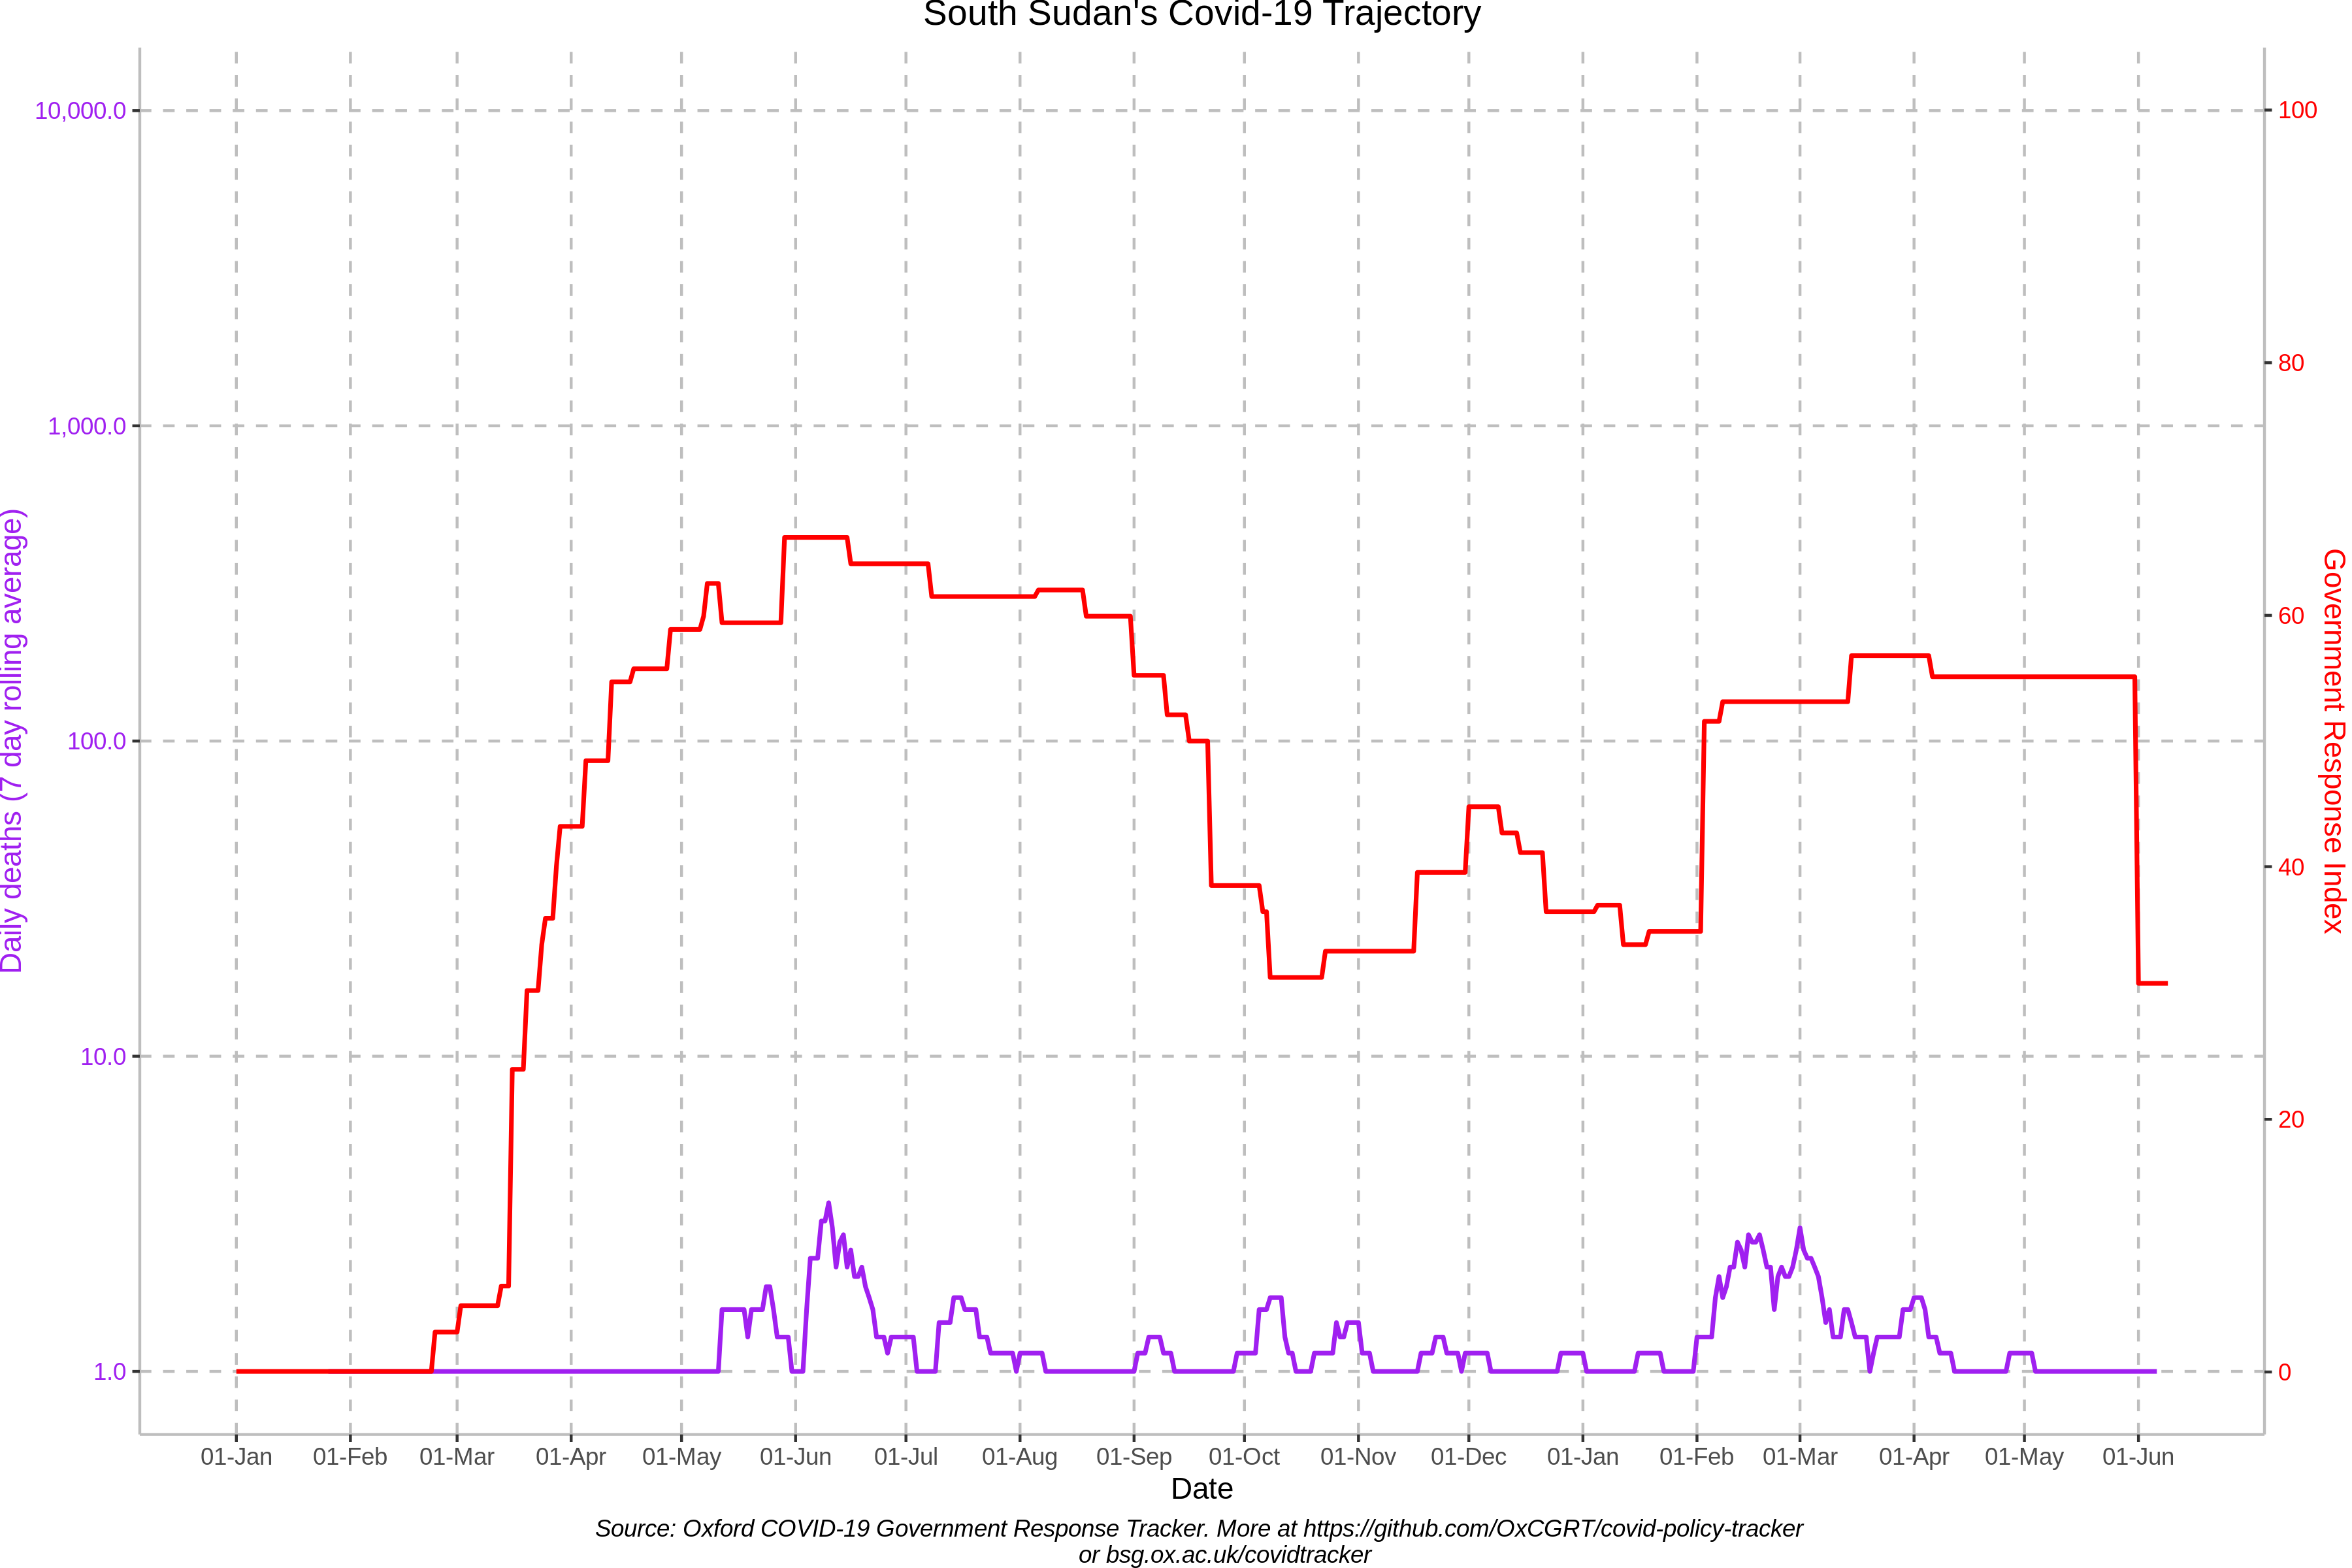 South Sudan's Covid-19 Trajectory
10,000.0
1,000.0
100.0
10.0
1.0
Daily deaths (7 day rolling average)
100
80
60
40
20
0
Government Response Index
01-Jan 01-Feb 01-Mar 01-Apr 01-May 01-Jun 01-Jul 01-Aug 01-Sep 01-Oct 01-Nov 01-Dec 01-Jan 01-Feb 01-Mar 01-Apr 01-May 01-Jun
Date
Source: Oxford COVID-19 Government Response Tracker. More at https://github.com/OxCGRT/covid-policy-tracker
or bsg.ox.ac.uk/covidtracker